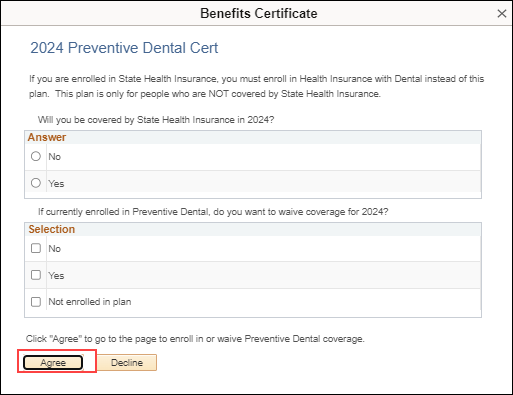 Benefits Certificate
2024 Preventive Dental Cert
If you are enrolled in State Health Insurance, you must enroll in Health Insurance with Dental instead of this
plan. This plan is only for people who are NOT covered by State Health Insurance.
Will you be covered by State Health Insurance in 2024?
Answer
No
Yes
If currently enrolled in Preventive Dental, do you want to waive coverage for 2024?
Selection
No
Yes
Not enrolled in plan
Click "Agree" to go to the page to enroll in or waive Preventive Dental coverage.
Agree Decline